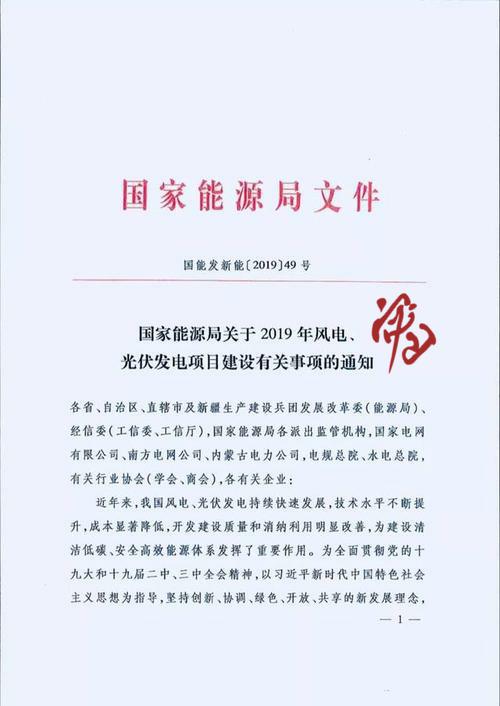 国家能源局文件
国能发新能〔2019〕49 号
国家能源局关于 2019 年风电、
光伏发电项目建设有关事项的通知
各省、自治区、直辖市及新疆生产建设兵团发展改革委(能源局)、
经信委(工信委、工信厅),国家能源局各派出监管机构,国家电网
有限公司、南方电网公司、内蒙古电力公司,电规总院、水电总院,
有关行业协会(学会、商会),各有关企业:
近年来,我国风电、光伏发电持续快速发展,技术水平不断提
升,成本显著降低,开发建设质量和消纳利用明显改善,为建设清
洁低碳、安全高效能源体系发挥了重要作用。为全面贯彻党的十
九大和十九届二中、三中全会精神,以习近平新时代中国特色社会
主义思想为指导,坚持创新、协调、绿色、开放、共享的新发展理念,
— 1 —